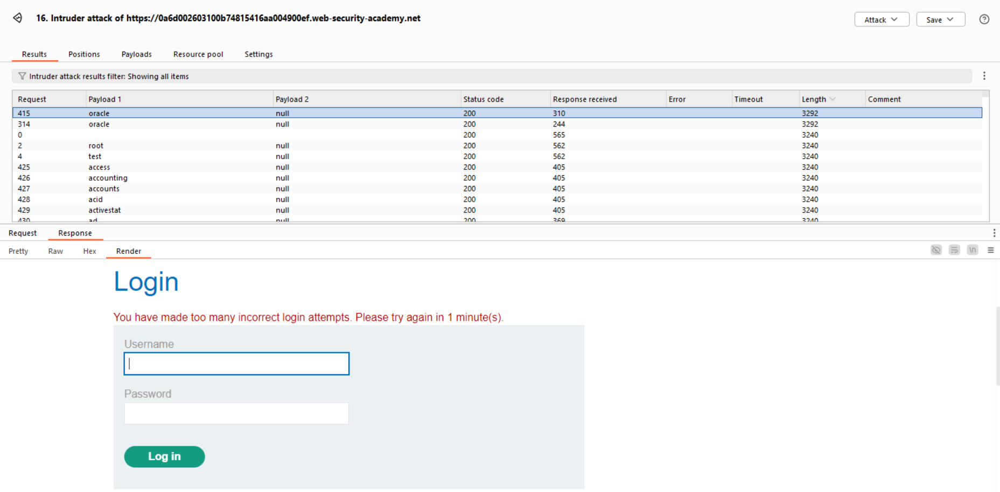 16. Intruder attack of https://0a6d002603100b74815416aa004900ef.web-security-academy.net
Attack
Save
Results Positions Payloads Resource pool Settings
Intruder attack results filter: Showing all items
Request Payload 1 Payload 2 Status code Response received Error Timeout Length Comment
415 oracle null 200 310 3292
314 oracle null 200 244 3292
0 200 565 3240
2 root null 200 562 3240
4 test null 200 562 3240
425 access null 200 405 3240
426 accounting null 200 405 3240
427 accounts null 200 405 3240
428 acid null 200 405 3240
429 activestat null 200 405 3240
430 ad null 200 369 3240
Request Response
Pretty Raw Hex Render
\n
Login
You have made too many incorrect login attempts. Please try again in 1 minute(s).
Username
Password
Log in